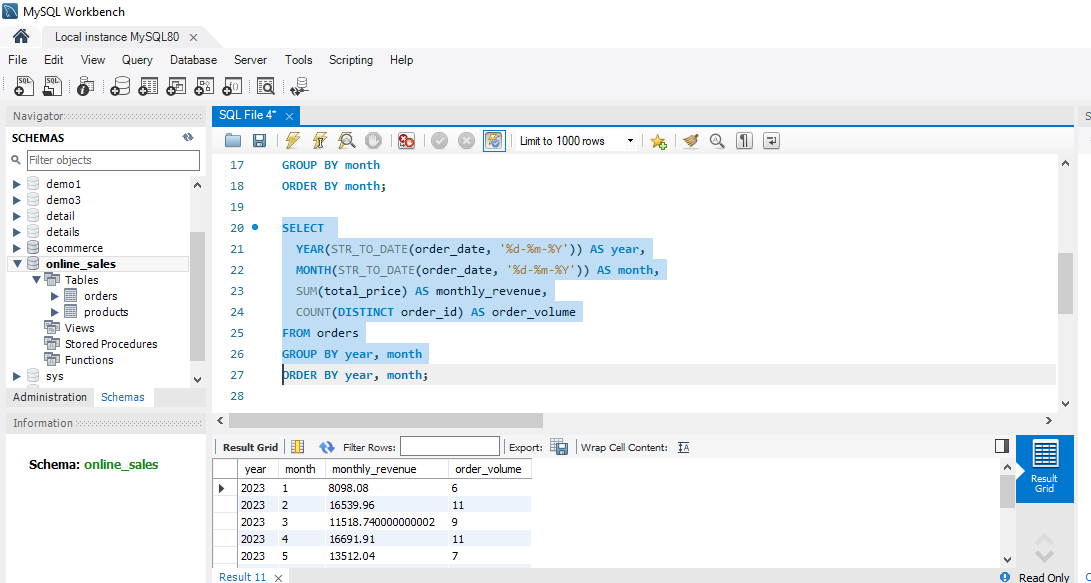 MySQL Workbench
Local instance MySQL80
File Edit View Query Database Server Tools Scripting Help
Navigator
SCHEMAS
Filter objects
demo1
demo3
detail
details
ecommerce
online_sales
Tables
orders
products
Views
Stored Procedures
Functions
sys
Administration Schemas
Information
Schema: online_sales
SQL File 4*
Limit to 1000 rows
17 GROUP BY month
18 ORDER BY month;
19
20 SELECT
21 YEAR(STR_TO_DATE(order_date, '%d-%m-%Y')) AS year,
22 MONTH(STR_TO_DATE(order_date, '%d-%m-%Y')) AS month,
23 SUM(total_price) AS monthly_revenue,
24 COUNT(DISTINCT order_id) AS order_volume
25 FROM orders
26 GROUP BY year, month
27 ORDER BY year, month;
28
Result Grid Filter Rows: Export: Wrap Cell Content:
year month monthly_revenue order_volume
2023 1 8098.08 6
2023 2 16539.96 11
2023 3 11518.740000000002 9
2023 4 16691.91 11
2023 5 13512.04 7
Result
Grid
Result 11
Read Only